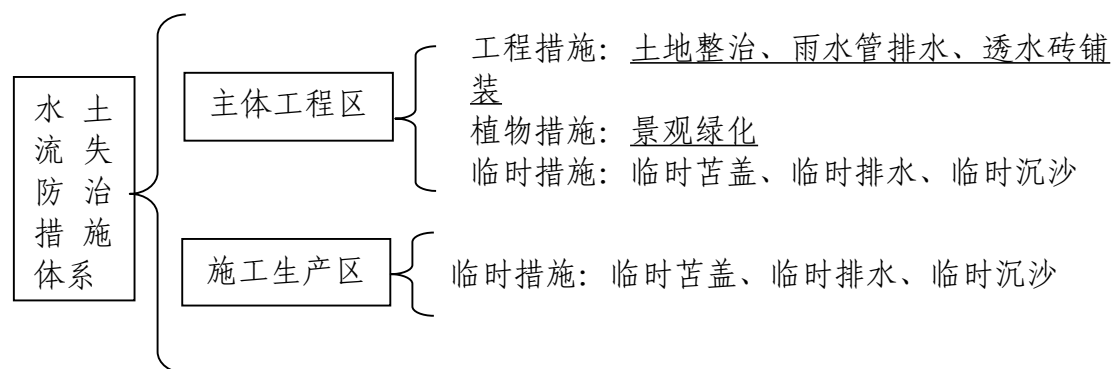 水土
流失
防治
措施
体系
主体工程区
工程措施：土地整治、雨水管排水、透水砖铺
装
植物措施：景观绿化
临时措施：临时苫盖、临时排水、临时沉沙
施工生产区
临时措施：临时苫盖、临时排水、临时沉沙